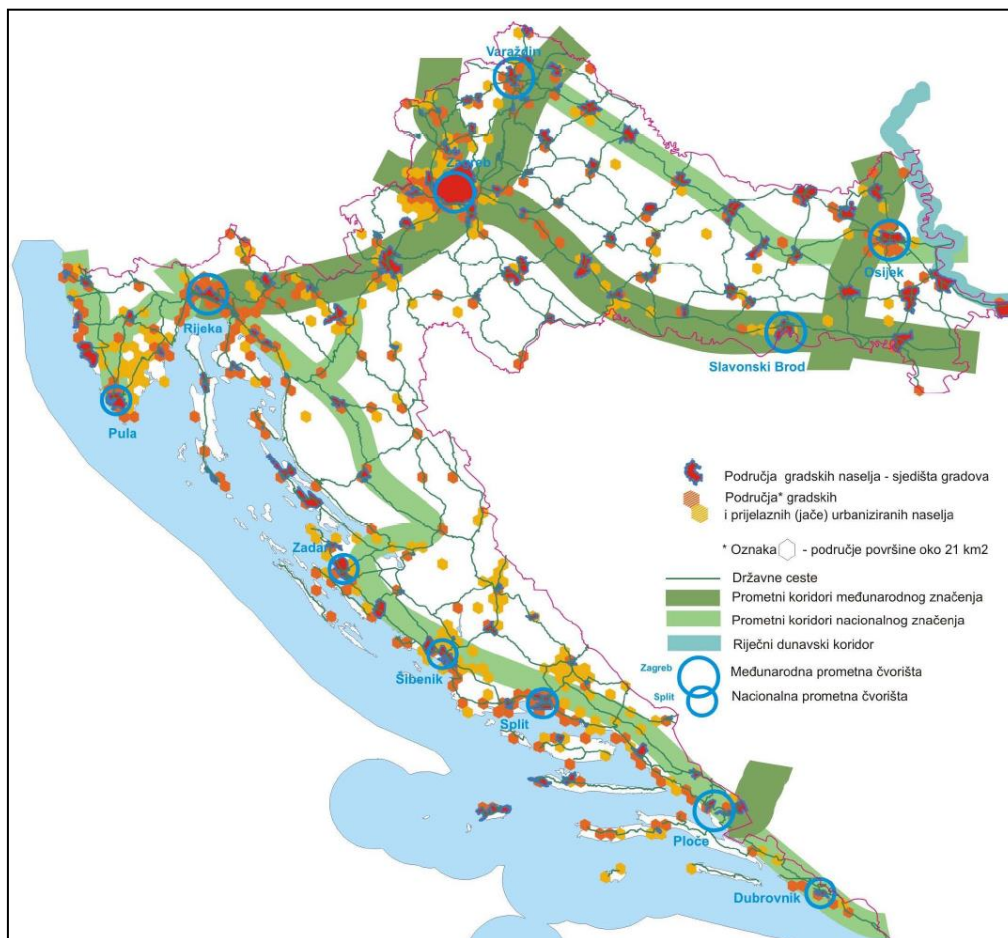 Varaždin
Zagreb
Osijek
Rijeka
Slavonski Brod
Pula
Područja gradskih naselja - sjedišta gradova
Područja* gradskih
i prijelaznih (jače) urbaniziranih naselja
* Oznaka - područje površine oko 21 km2
Zadar
Državne ceste
Prometni koridori međunarodnog značenja
Prometni koridori nacionalnog značenja
Riječni dunavski koridor
Zagreb
Međunarodna prometna čvorišta
Split
Nacionalna prometna čvorišta
Šibenik
Split
Ploče
Dubrovnik